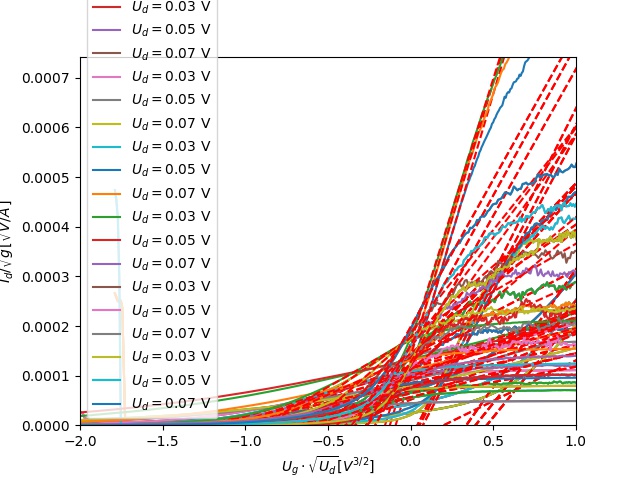 U_d = 0.03 V
U_d = 0.05 V
U_d = 0.07 V
U_d = 0.03 V
U_d = 0.05 V
U_d = 0.07 V
U_d = 0.03 V
U_d = 0.05 V
U_d = 0.07 V
U_d = 0.03 V
U_d = 0.05 V
U_d = 0.07 V
U_d = 0.03 V
U_d = 0.05 V
U_d = 0.07 V
U_d = 0.03 V
U_d = 0.05 V
U_d = 0.07 V
0.0007
0.0006
0.0005
0.0004
0.0003
0.0002
0.0001
0.0000
I_d/√g[√V/A]
−2.0 −1.5 −1.0 −0.5 0.0 0.5 1.0
U_g · √U_d[V^{3/2}]